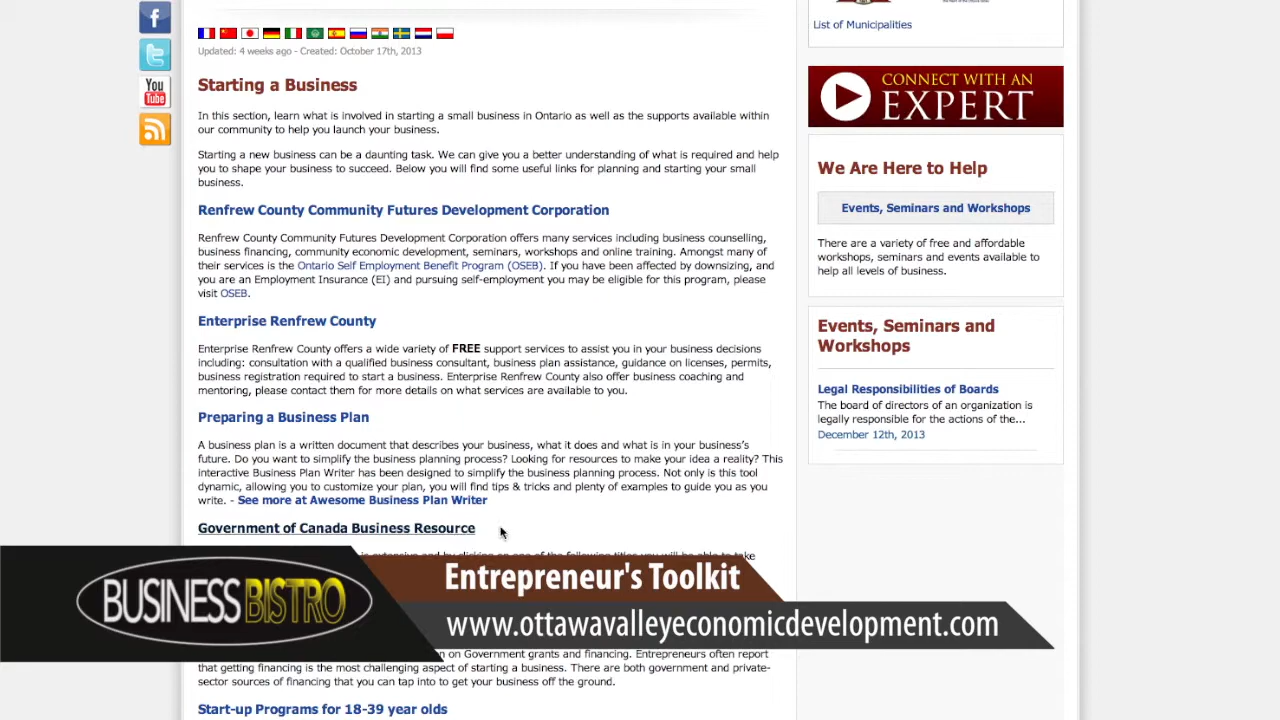 List of Municipalities
Updated: 4 weeks ago - Created: October 17th, 2013
Starting a Business
In this section, learn what is involved in starting a small business in Ontario as well as the supports available within
our community to help you launch your business.
Starting a new business can be a daunting task. We can give you a better understanding of what is required and help
you to shape your business to succeed. Below you will find some useful links for planning and starting your small
business.
Renfrew County Community Futures Development Corporation
Renfrew County Community Futures Development Corporation offers many services including business counselling,
business financing, community economic development, seminars, workshops and online training. Amongst many of
their services is the Ontario Self Employment Benefit Program (OSEB). If you have been affected by downsizing, and
you are an Employment Insurance (EI) and pursuing self-employment you may be eligible for this program, please
visit OSEB.
Enterprise Renfrew County
Enterprise Renfrew County offers a wide variety of FREE support services to assist you in your business decisions
including: consultation with a qualified business consultant, business plan assistance, guidance on licenses, permits,
business registration required to start a business. Enterprise Renfrew County also offer business coaching and
mentoring, please contact them for more details on what services are available to you.
Preparing a Business Plan
A business plan is a written document that describes your business, what it does and what is in your business's
future. Do you want to simplify the business planning process? Looking for resources to make your idea a reality? This
interactive Business Plan Writer has been designed to simplify the business planning process. Not only is this tool
dynamic, allowing you to customize your plan, you will find tips & tricks and plenty of examples to guide you as you
write. - See more at Awesome Business Plan Writer
Government of Canada Business Resource
is extensive and by clicking on one of the following titles you will be able to take
on Government grants and financing. Entrepreneurs often report
that getting financing is the most challenging aspect of starting a business. There are both government and private-
sector sources of financing that you can tap into to get your business off the ground.
Start-up Programs for 18-39 year olds
You
Tube
CONNECT WITH AN
EXPERT
We Are Here to Help
Events, Seminars and Workshops
There are a variety of free and affordable
workshops, seminars and events available to
help all levels of business.
Events, Seminars and
Workshops
Legal Responsibilities of Boards
The board of directors of an organization is
legally responsible for the actions of the...
December 12th, 2013
BUSINESS BISTRO
Entrepreneur's Toolkit
www.ottawavalleyeconomicdevelopment.com